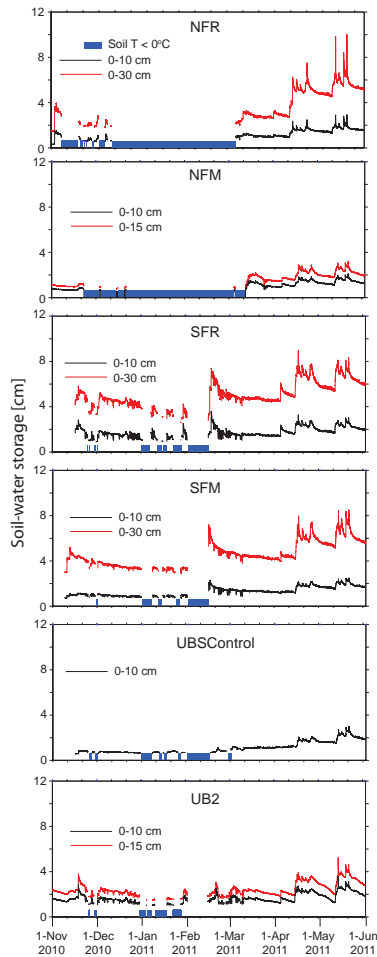 NFR
Soil T < 0°C
0-10 cm
0-30 cm
12
8
4
0
NFM
0-10 cm
0-15 cm
12
8
4
0
SFR
0-10 cm
0-30 cm
12
8
4
0
Soil-water storage [cm]
SFM
0-10 cm
0-30 cm
12
8
4
0
UBSControl
0-10 cm
12
8
4
0
UB2
0-10 cm
0-15 cm
12
8
4
0
1-Nov 1-Dec 1-Jan 1-Feb 1-Mar 1-Apr 1-May 1-Jun
2010 2010 2011 2011 2011 2011 2011 2011